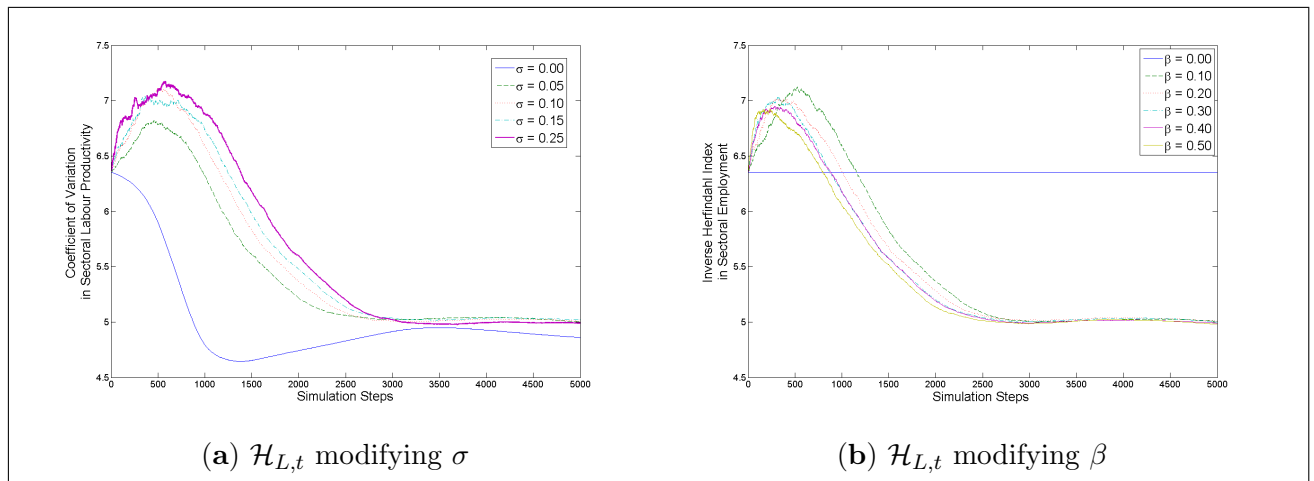 7.5
7
6.5
6
5.5
5
4.5
Coefficient of Variation
in Sectoral Labour Productivity
0 500 1000 1500 2000 2500 3000 3500 4000 4500 5000
Simulation Steps
σ = 0.00
σ = 0.05
σ = 0.10
σ = 0.15
σ = 0.25
(a) ℋL,t modifying σ
7.5
7
6.5
6
5.5
5
4.5
Inverse Herfindahl Index
in Sectoral Employment
0 500 1000 1500 2000 2500 3000 3500 4000 4500 5000
Simulation Steps
β = 0.00
β = 0.10
β = 0.20
β = 0.30
β = 0.40
β = 0.50
(b) ℋL,t modifying β